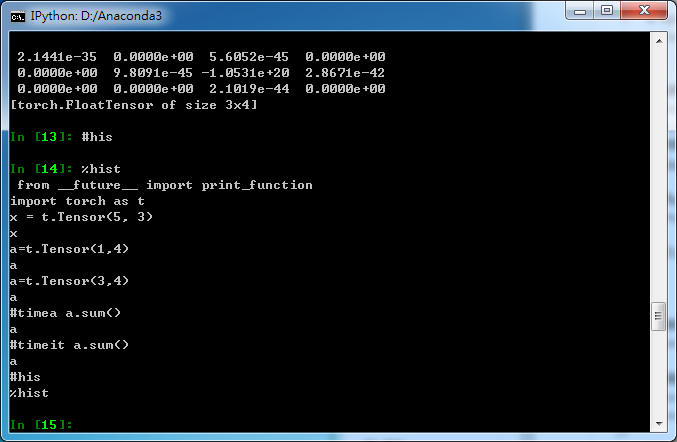 IPython: D:/Anaconda3
2.1441e-35 0.0000e+00 5.6052e-45 0.0000e+00
0.0000e+00 9.8091e-45 -1.0531e+20 2.8671e-42
0.0000e+00 0.0000e+00 2.1019e-44 0.0000e+00
[torch.FloatTensor of size 3x4]
In [13]: #his
In [14]: %hist
from __future__ import print_function
import torch as t
x = t.Tensor(5, 3)
x
a=t.Tensor(1,4)
a
a=t.Tensor(3,4)
a
#timea a.sum()
a
#timeit a.sum()
a
#his
%hist
In [15]: